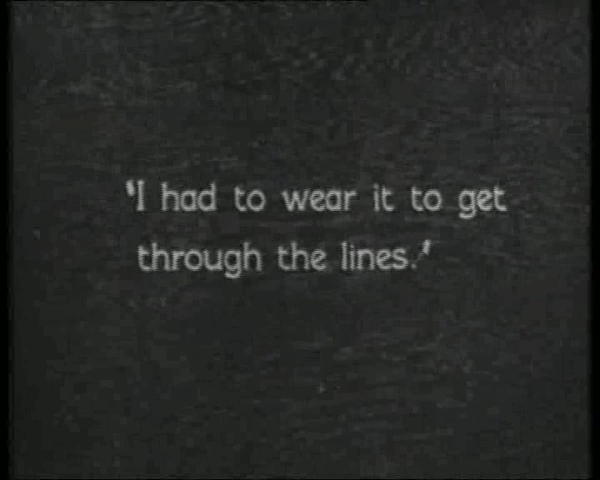 'I had to wear it to get
through the lines.'